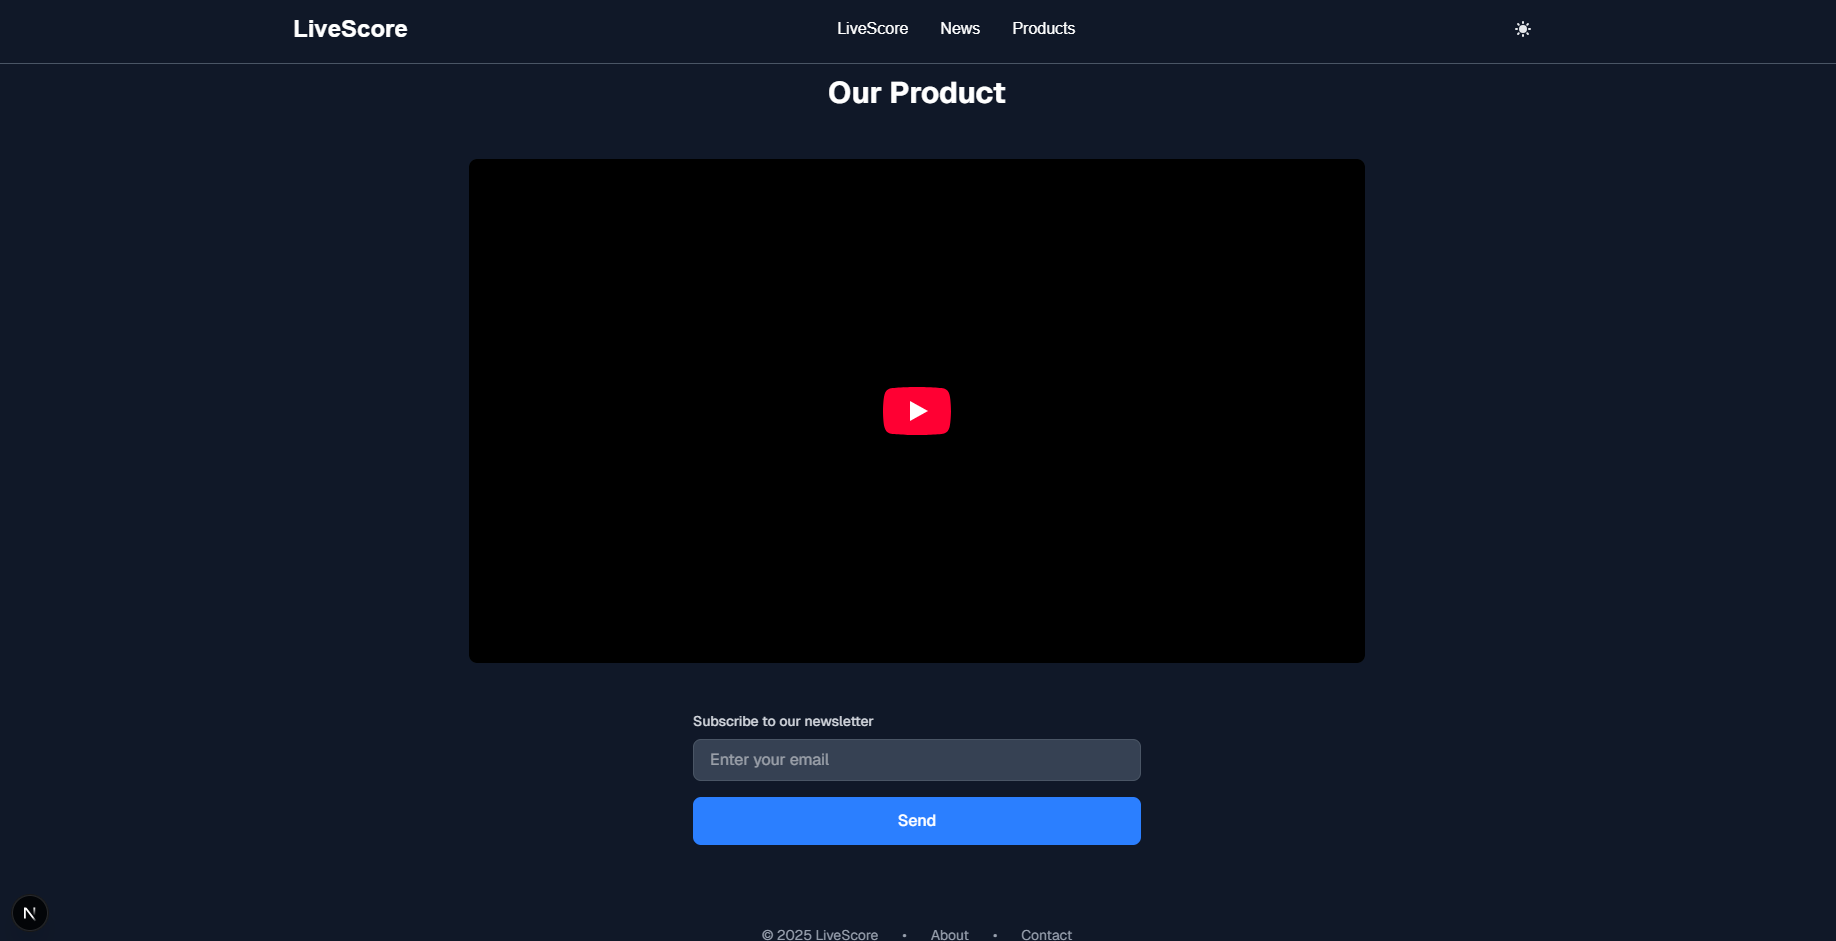 LiveScore
LiveScore News Products
Our Product
Subscribe to our newsletter
Enter your email
Send
N
© 2025 LiveScore • About • Contact